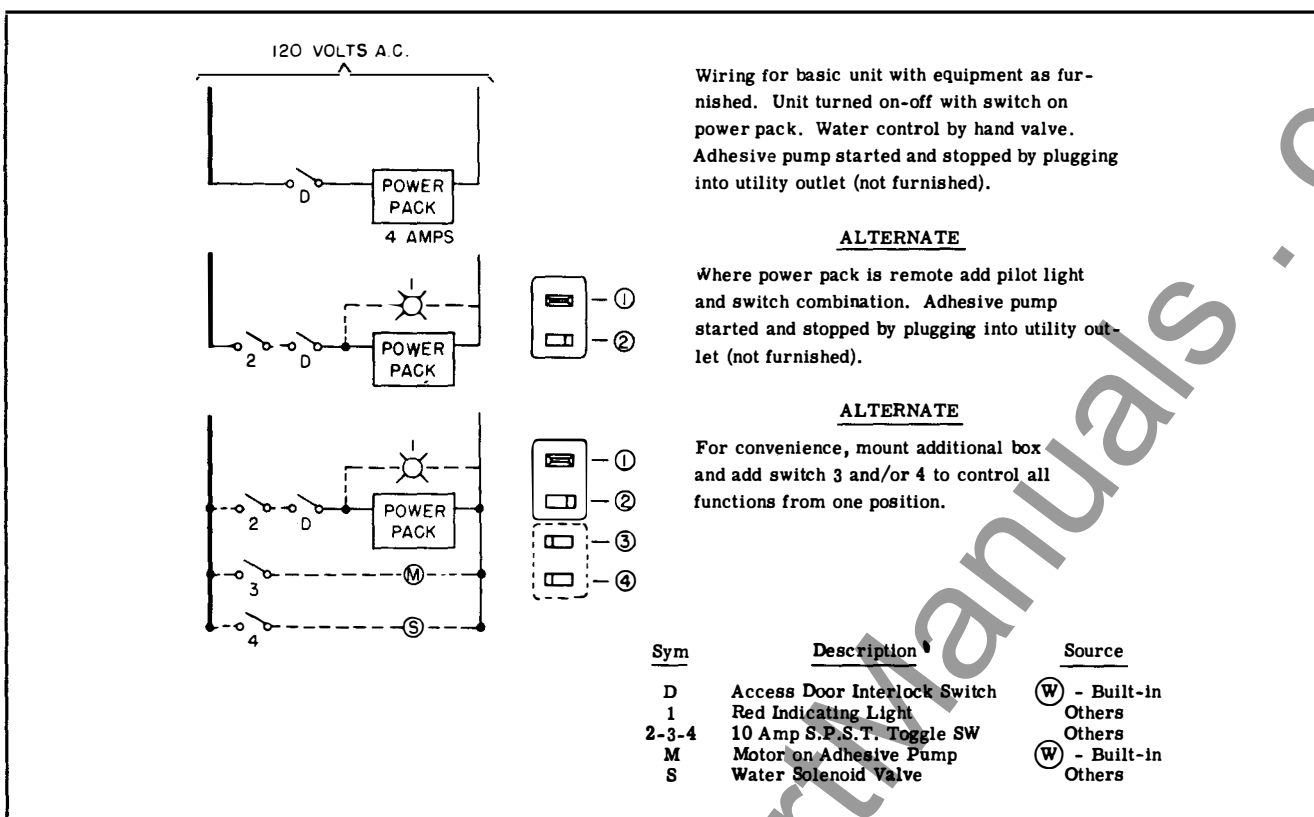 120 VOLTS A.C.
D
POWER
PACK
4 AMPS
1
2
D
POWER
PACK
1
2
1
2
D
POWER
PACK
3
M
4
S
1
2
3
4
Wiring for basic unit with equipment as fur-
nished. Unit turned on-off with switch on
power pack. Water control by hand valve.
Adhesive pump started and stopped by plugging
into utility outlet (not furnished).
ALTERNATE
Where power pack is remote add pilot light
and switch combination. Adhesive pump
started and stopped by plugging into utility out-
let (not furnished).
ALTERNATE
For convenience, mount additional box
and add switch 3 and/or 4 to control all
functions from one position.
Sym Description Source
D Access Door Interlock Switch W - Built-in
1 Red Indicating Light Others
2-3-4 10 Amp S.P.S.T. Toggle SW Others
M Motor on Adhesive Pump W - Built-in
S Water Solenoid Valve Others
rtManuals . c